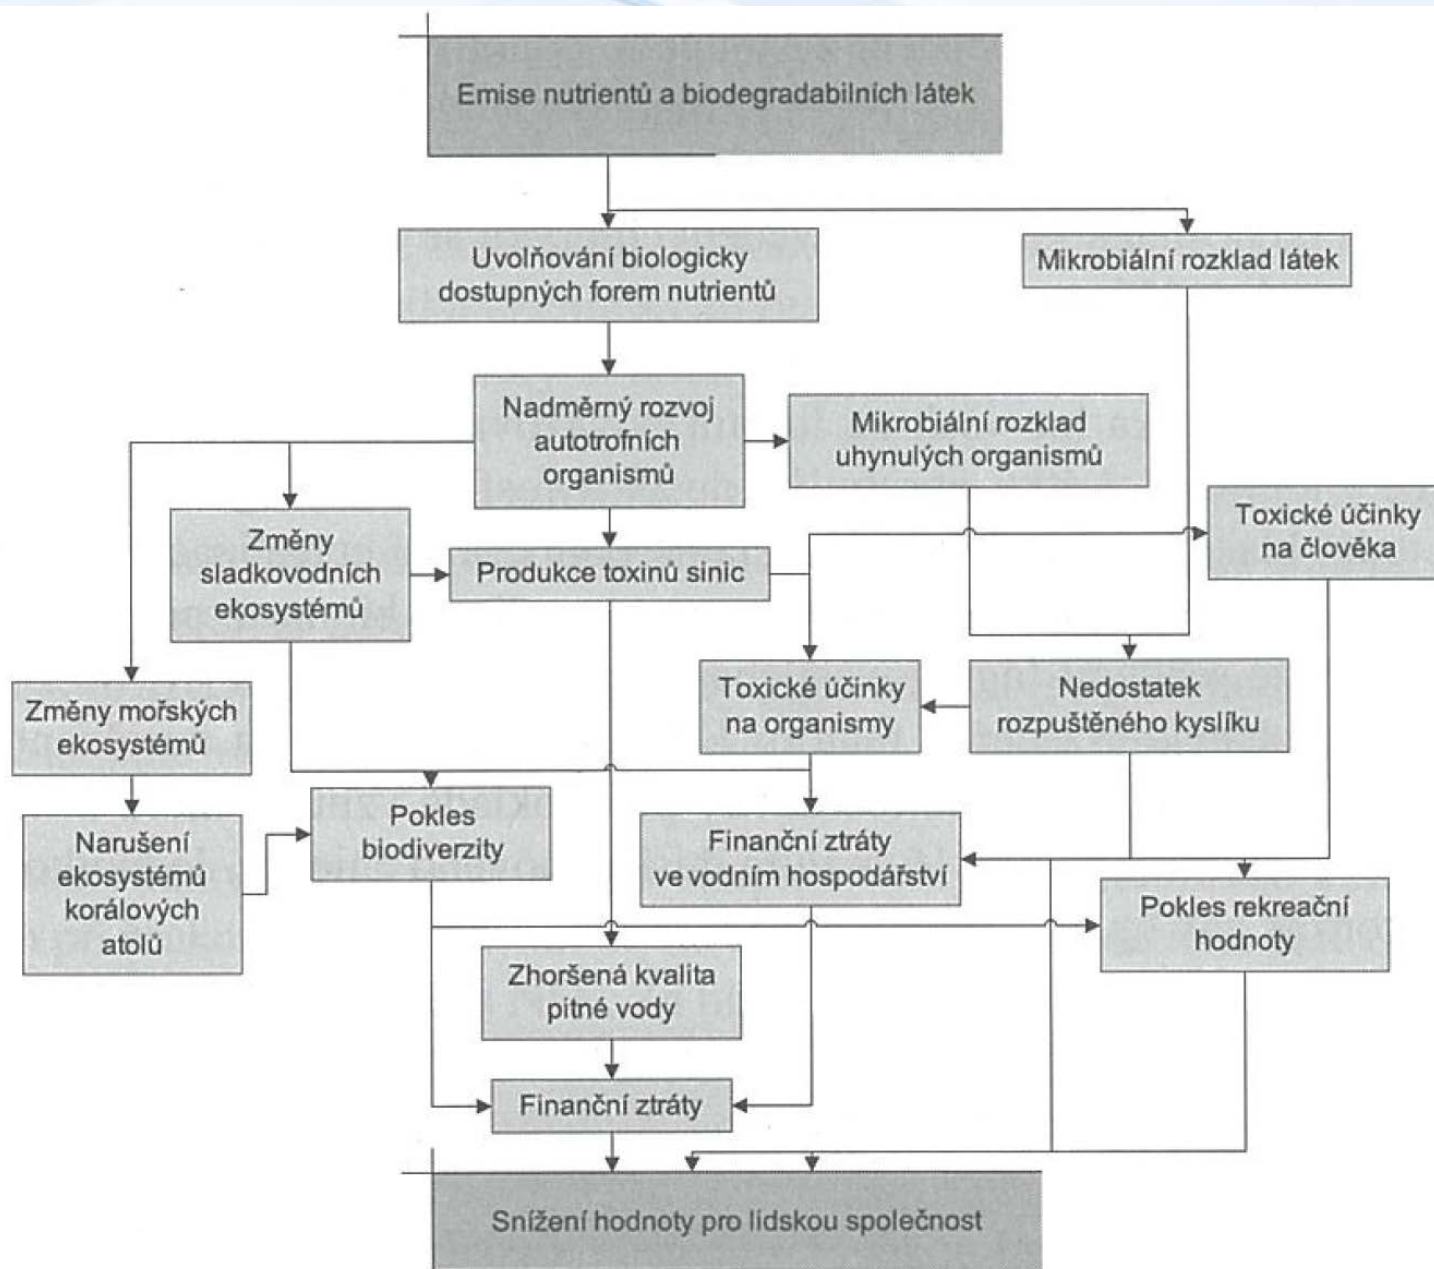 Emise nutrientů a biodegradabilních látek
Uvolňování biologicky
dostupných forem nutrientů
Mikrobiální rozklad látek
Nadměrný rozvoj
autotrofních
organismů
Mikrobiální rozklad
uhynulých organismů
Toxické účinky
na člověka
Změny
sladkovodních
ekosystémů
Produkce toxinů sinic
Změny mořských
ekosystémů
Toxické účinky
na organismy
Nedostatek
rozpuštěného kyslíku
Narušení
ekosystémů
korálových
atolů
Pokles
biodiverzity
Finanční ztráty
ve vodním hospodářství
Pokles rekreační
hodnoty
Zhoršená kvalita
pitné vody
Finanční ztráty
Snížení hodnoty pro lidskou společnost